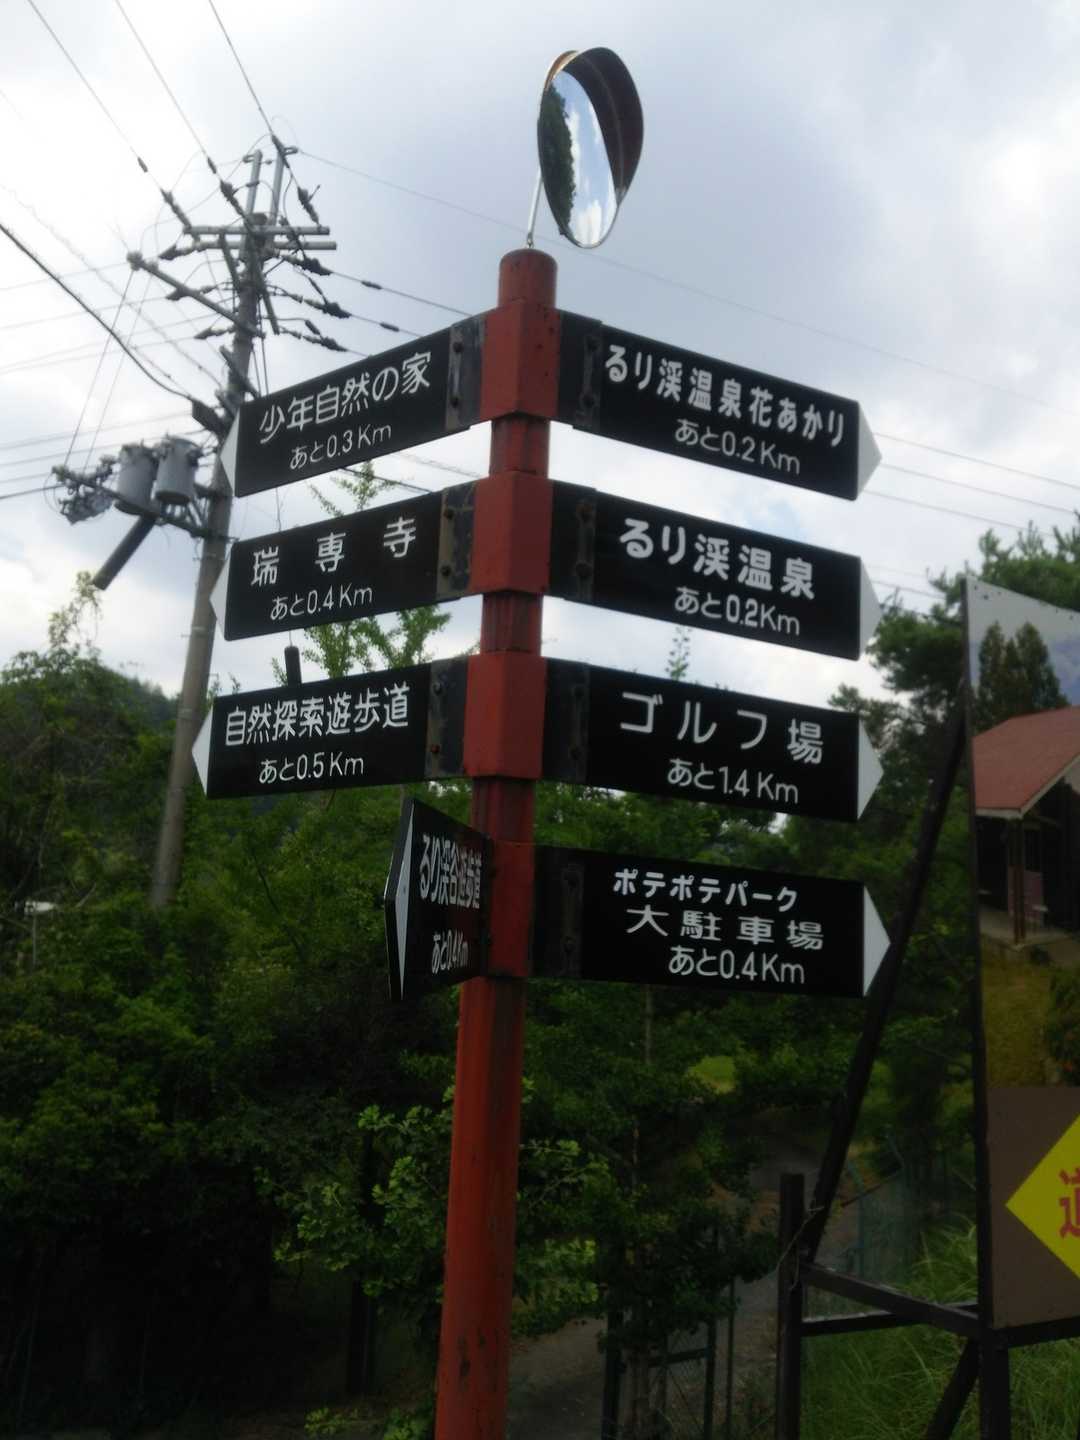 少年自然の家
あと0.3Km
瑞専寺
あと0.4Km
自然探索遊歩道
あと0.5Km
るり渓谷遊歩道
あと0.4Km
るり渓温泉花あかり
あと0.2Km
るり渓温泉
あと0.2Km
ゴルフ場
あと1.4Km
ポテポテパーク
大駐車場
あと0.4Km